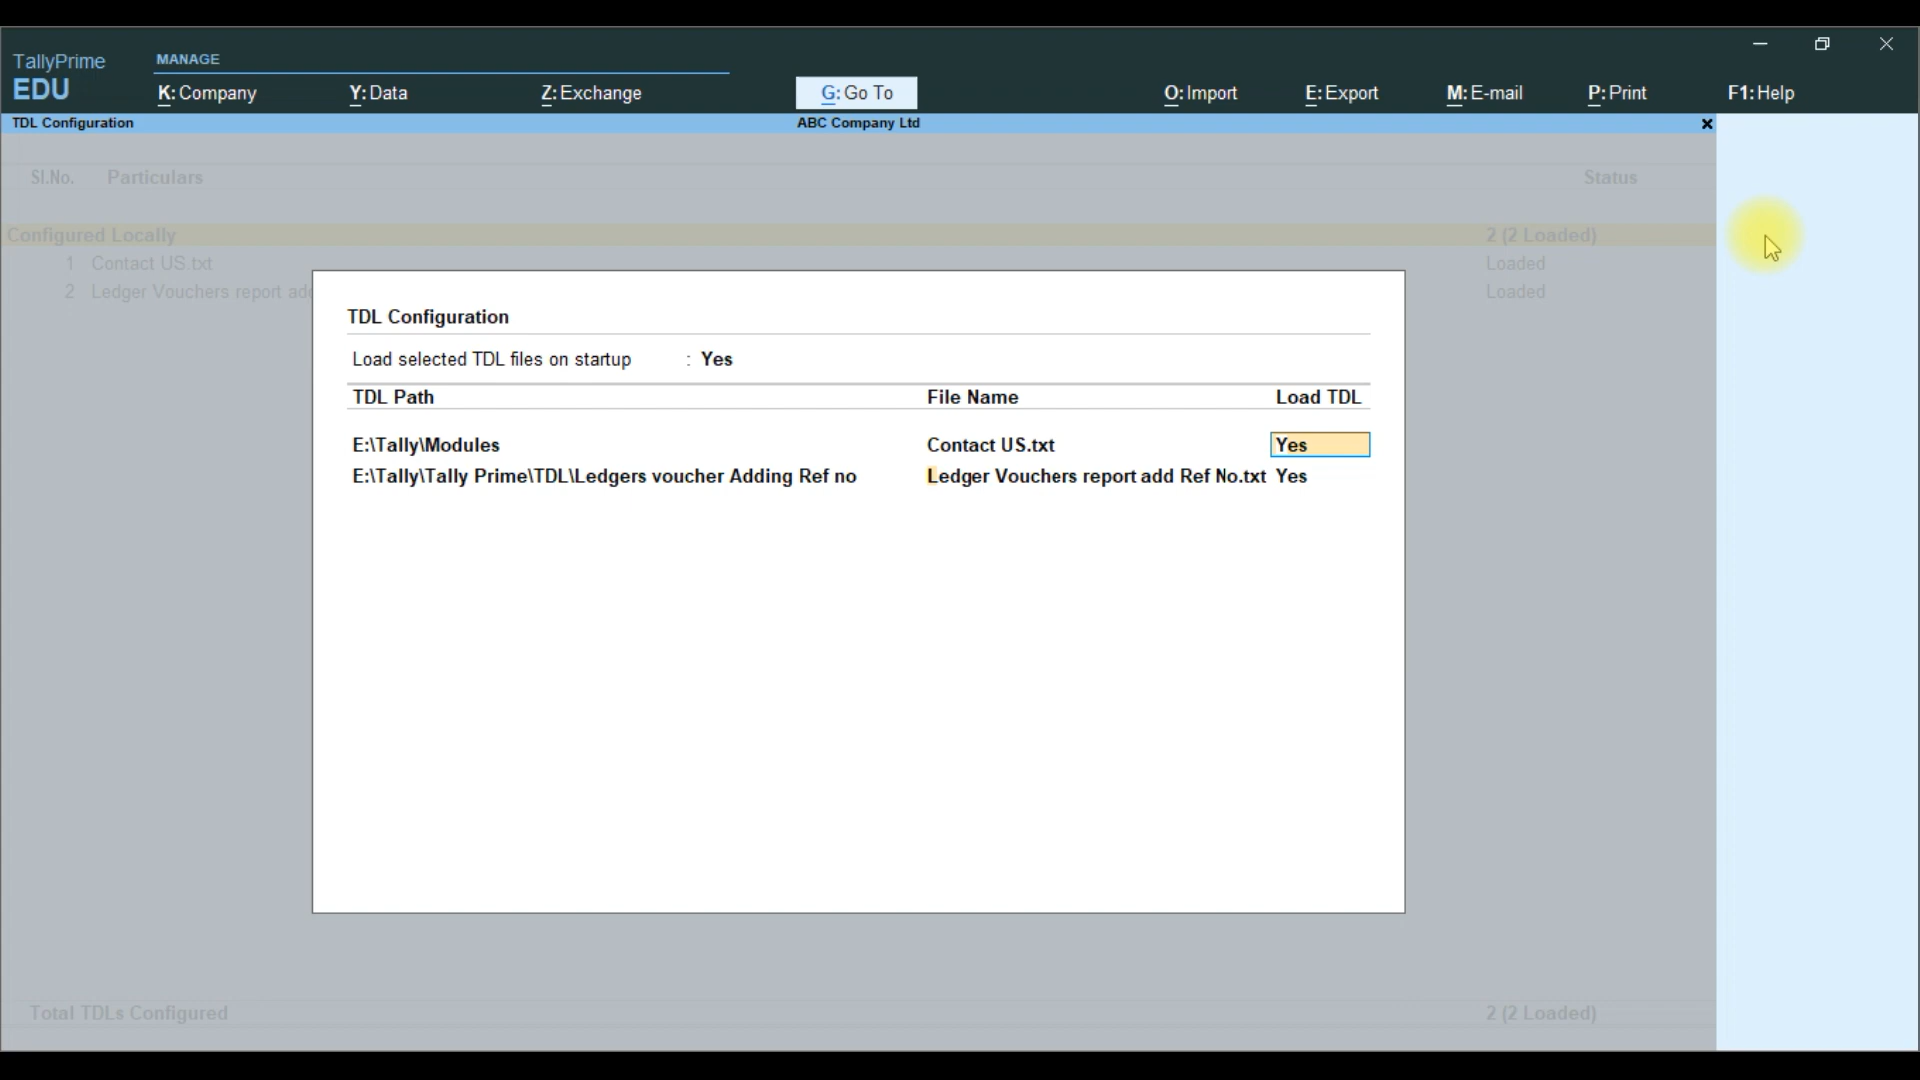 TallyPrime
EDU
MANAGE
K: Company
Y: Data
Z: Exchange
G: Go To
O: Import
E: Export
M: E-mail
P: Print
F1: Help
TDL Configuration
ABC Company Ltd
Sl.No. Particulars Status
Configured Locally 2 (2 Loaded)
1 Contact US.txt Loaded
2 Ledger Vouchers report Loaded
TDL Configuration
Load selected TDL files on startup : Yes
TDL Path File Name Load TDL
E:\Tally\Modules Contact US.txt Yes
E:\Tally\Tally Prime\TDL\Ledgers voucher Adding Ref no Ledger Vouchers report add Ref No.txt Yes
Total TDLs Configured 2 (2 Loaded)